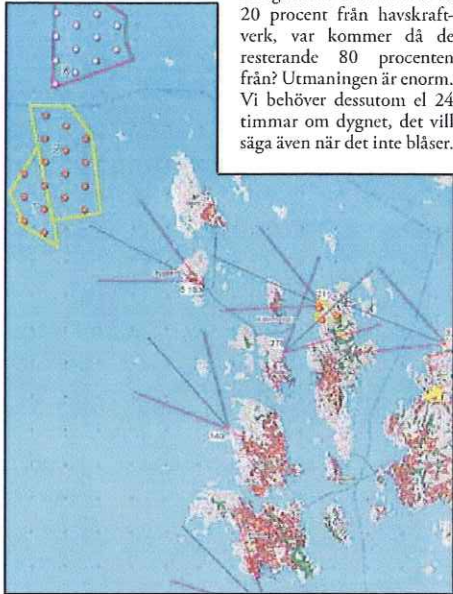 20 procent från havskraft-
verk, var kommer då de
resterande 80 procenten
från? Utmaningen är enorm.
Vi behöver dessutom el 24
timmar om dygnet, det vill
säga även när det inte blåser.